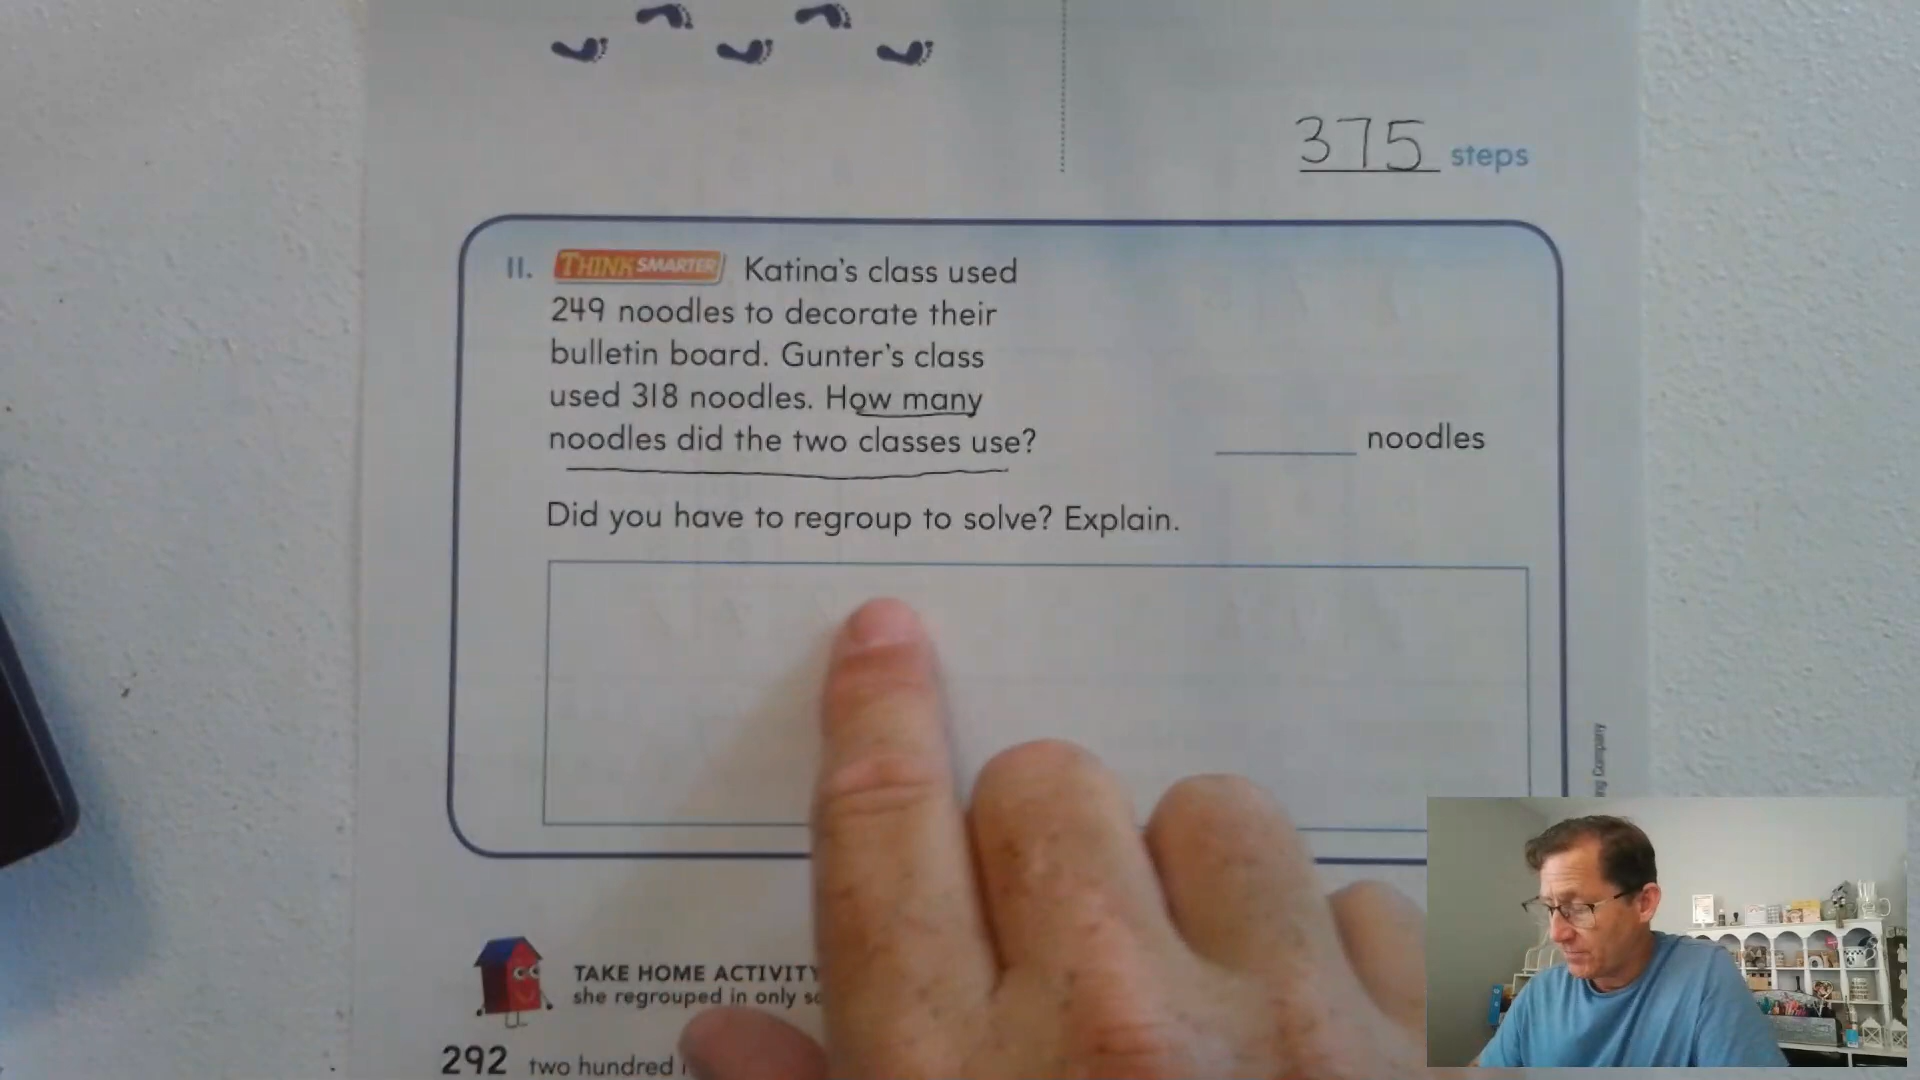 375 steps
11. THINK SMARTER Katina's class used
249 noodles to decorate their
bulletin board. Gunter's class
used 318 noodles. How many
noodles did the two classes use?
noodles
Did you have to regroup to solve? Explain.
ng Company
TAKE HOME ACTIVITY
she regrouped in only
292 two hundred